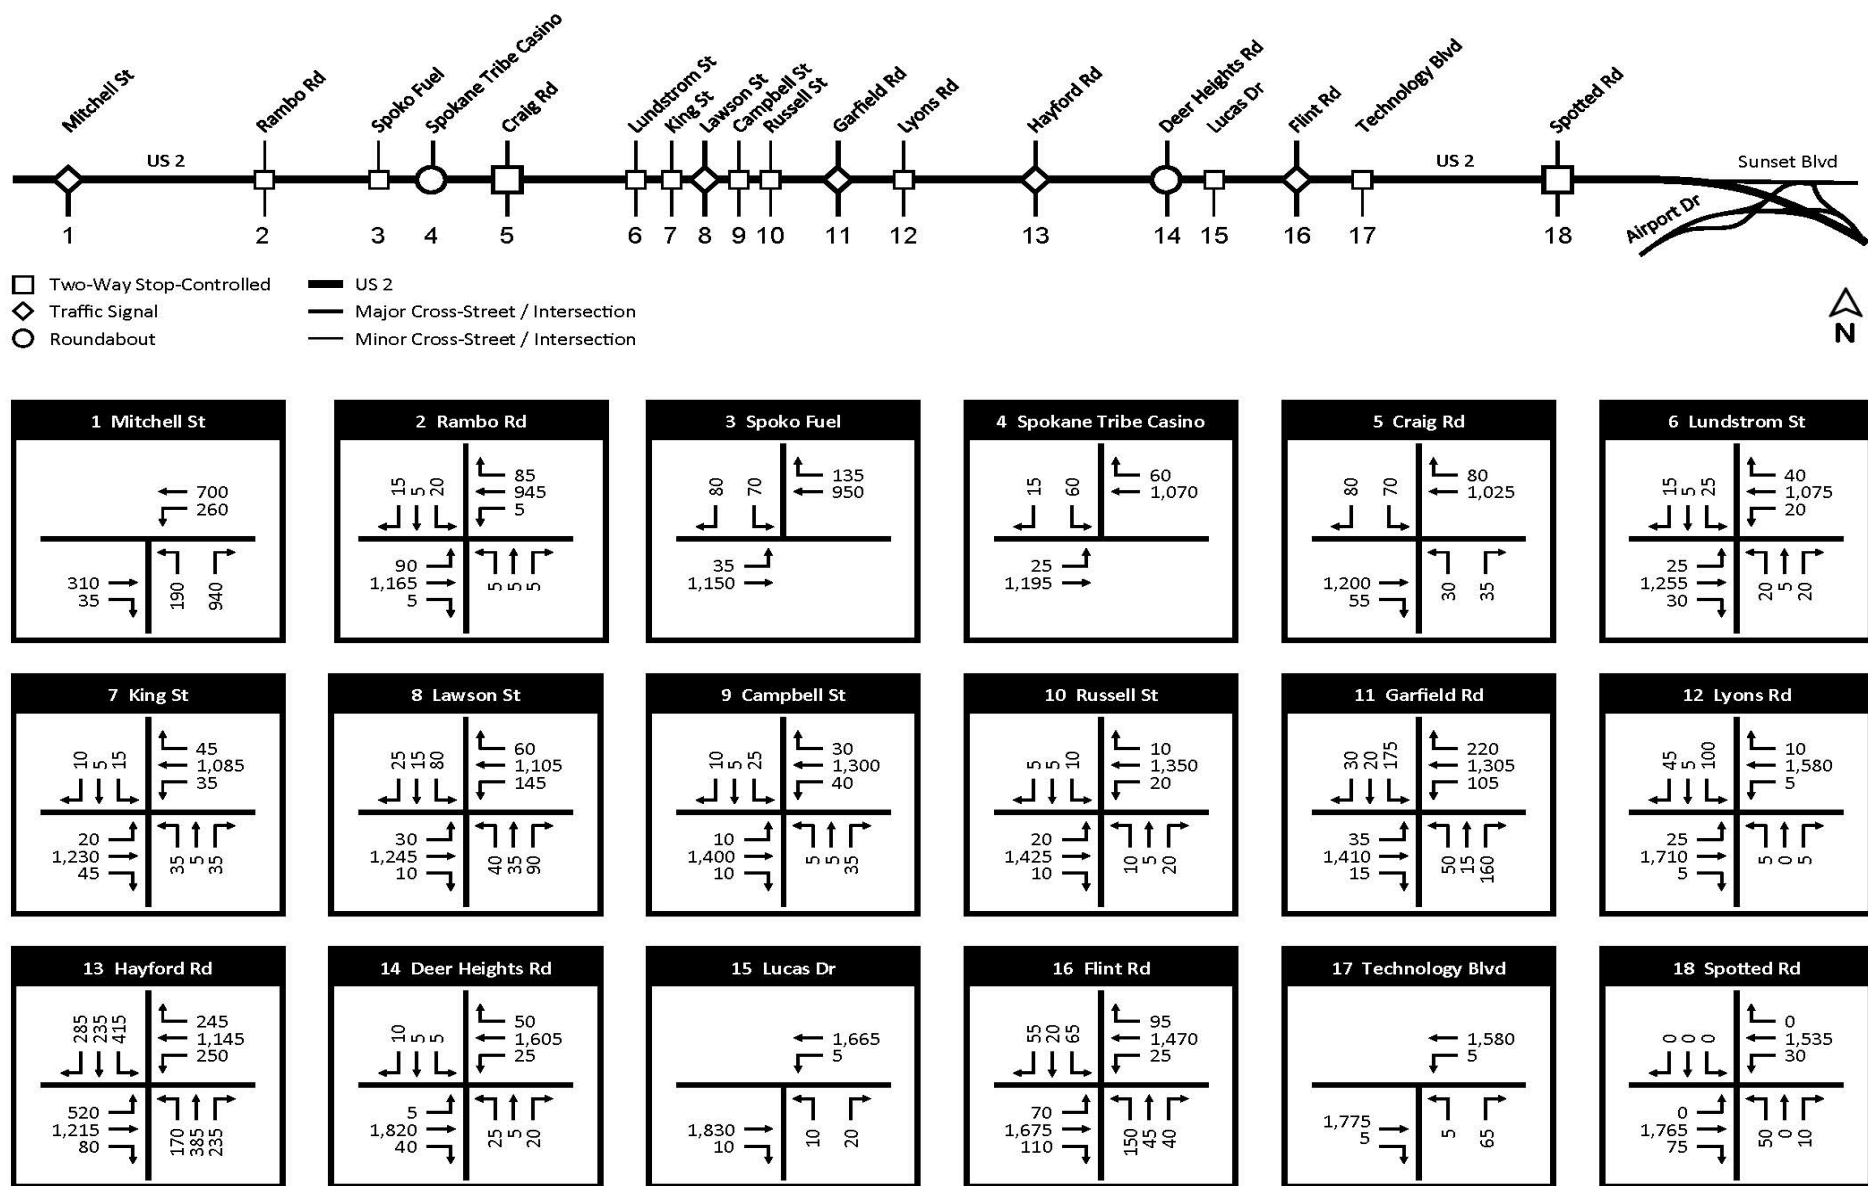 Mitchell St
Rambo Rd
Spoko Fuel
Spokane Tribe Casino
Craig Rd
Lundstrom St
King St
Lawson St
Campbell St
Russell St
Garfield Rd
Lyons Rd
Hayford Rd
Deer Heights Rd
Lucas Dr
Flint Rd
Technology Blvd
Spotted Rd
US 2
US 2
Sunset Blvd
Airport Dr
1 2 3 4 5 6 7 8 9 10 11 12 13 14 15 16 17 18
Two-Way Stop-Controlled
US 2
Traffic Signal
Major Cross-Street / Intersection
Roundabout
Minor Cross-Street / Intersection
N
1 Mitchell St
700
260
310
35
190 940
2 Rambo Rd
15 5 20
85
945
5
90
1,165
5
5 5 5
3 Spoko Fuel
80 70
135
950
35
1,150
4 Spokane Tribe Casino
15 60
60
1,070
25
1,195
5 Craig Rd
80 70
80
1,025
1,200
55
30 35
6 Lundstrom St
15 5 25
40
1,075
20
25
1,255
30
20 5 20
7 King St
10 5 15
45
1,085
35
20
1,230
45
35 5 35
8 Lawson St
25 15 80
60
1,105
145
30
1,245
10
40 35 90
9 Campbell St
10 5 25
30
1,300
40
10
1,400
10
5 5 35
10 Russell St
5 5 10
10
1,350
20
20
1,425
10
10 5 20
11 Garfield Rd
30 20 175
220
1,305
105
35
1,410
15
50 15 160
12 Lyons Rd
45 5 100
10
1,580
5
25
1,710
5
5 0 5
13 Hayford Rd
285 235 415
245
1,145
250
520
1,215
80
170 385 235
14 Deer Heights Rd
10 5 5
50
1,605
25
5
1,820
40
25 5 20
15 Lucas Dr
1,665
5
1,830
10
10 20
16 Flint Rd
55 20 65
95
1,470
25
70
1,675
110
150 45 40
17 Technology Blvd
1,580
5
1,775
5
5 65
18 Spotted Rd
0 0 0
0
1,535
30
0
1,765
75
50 0 10